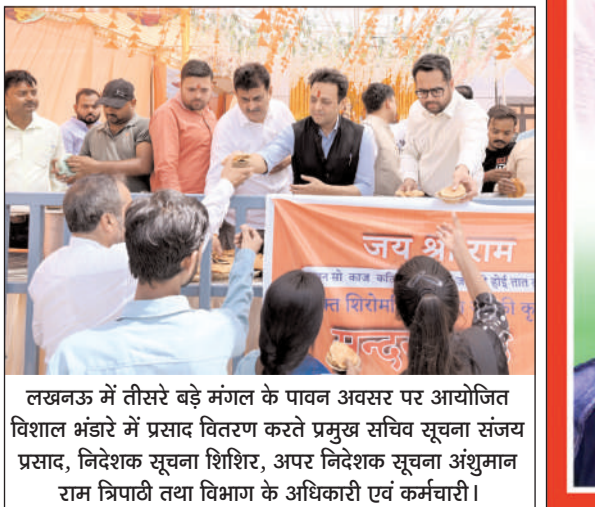 जय श्री राम
शिरोम
लखनऊ में तीसरे बड़े मंगल के पावन अवसर पर आयोजित
विशाल भंडारे में प्रसाद वितरण करते प्रमुख सचिव सूचना संजय
प्रसाद, निदेशक सूचना शिशिर, अपर निदेशक सूचना अंशुमान
राम त्रिपाठी तथा विभाग के अधिकारी एवं कर्मचारी।